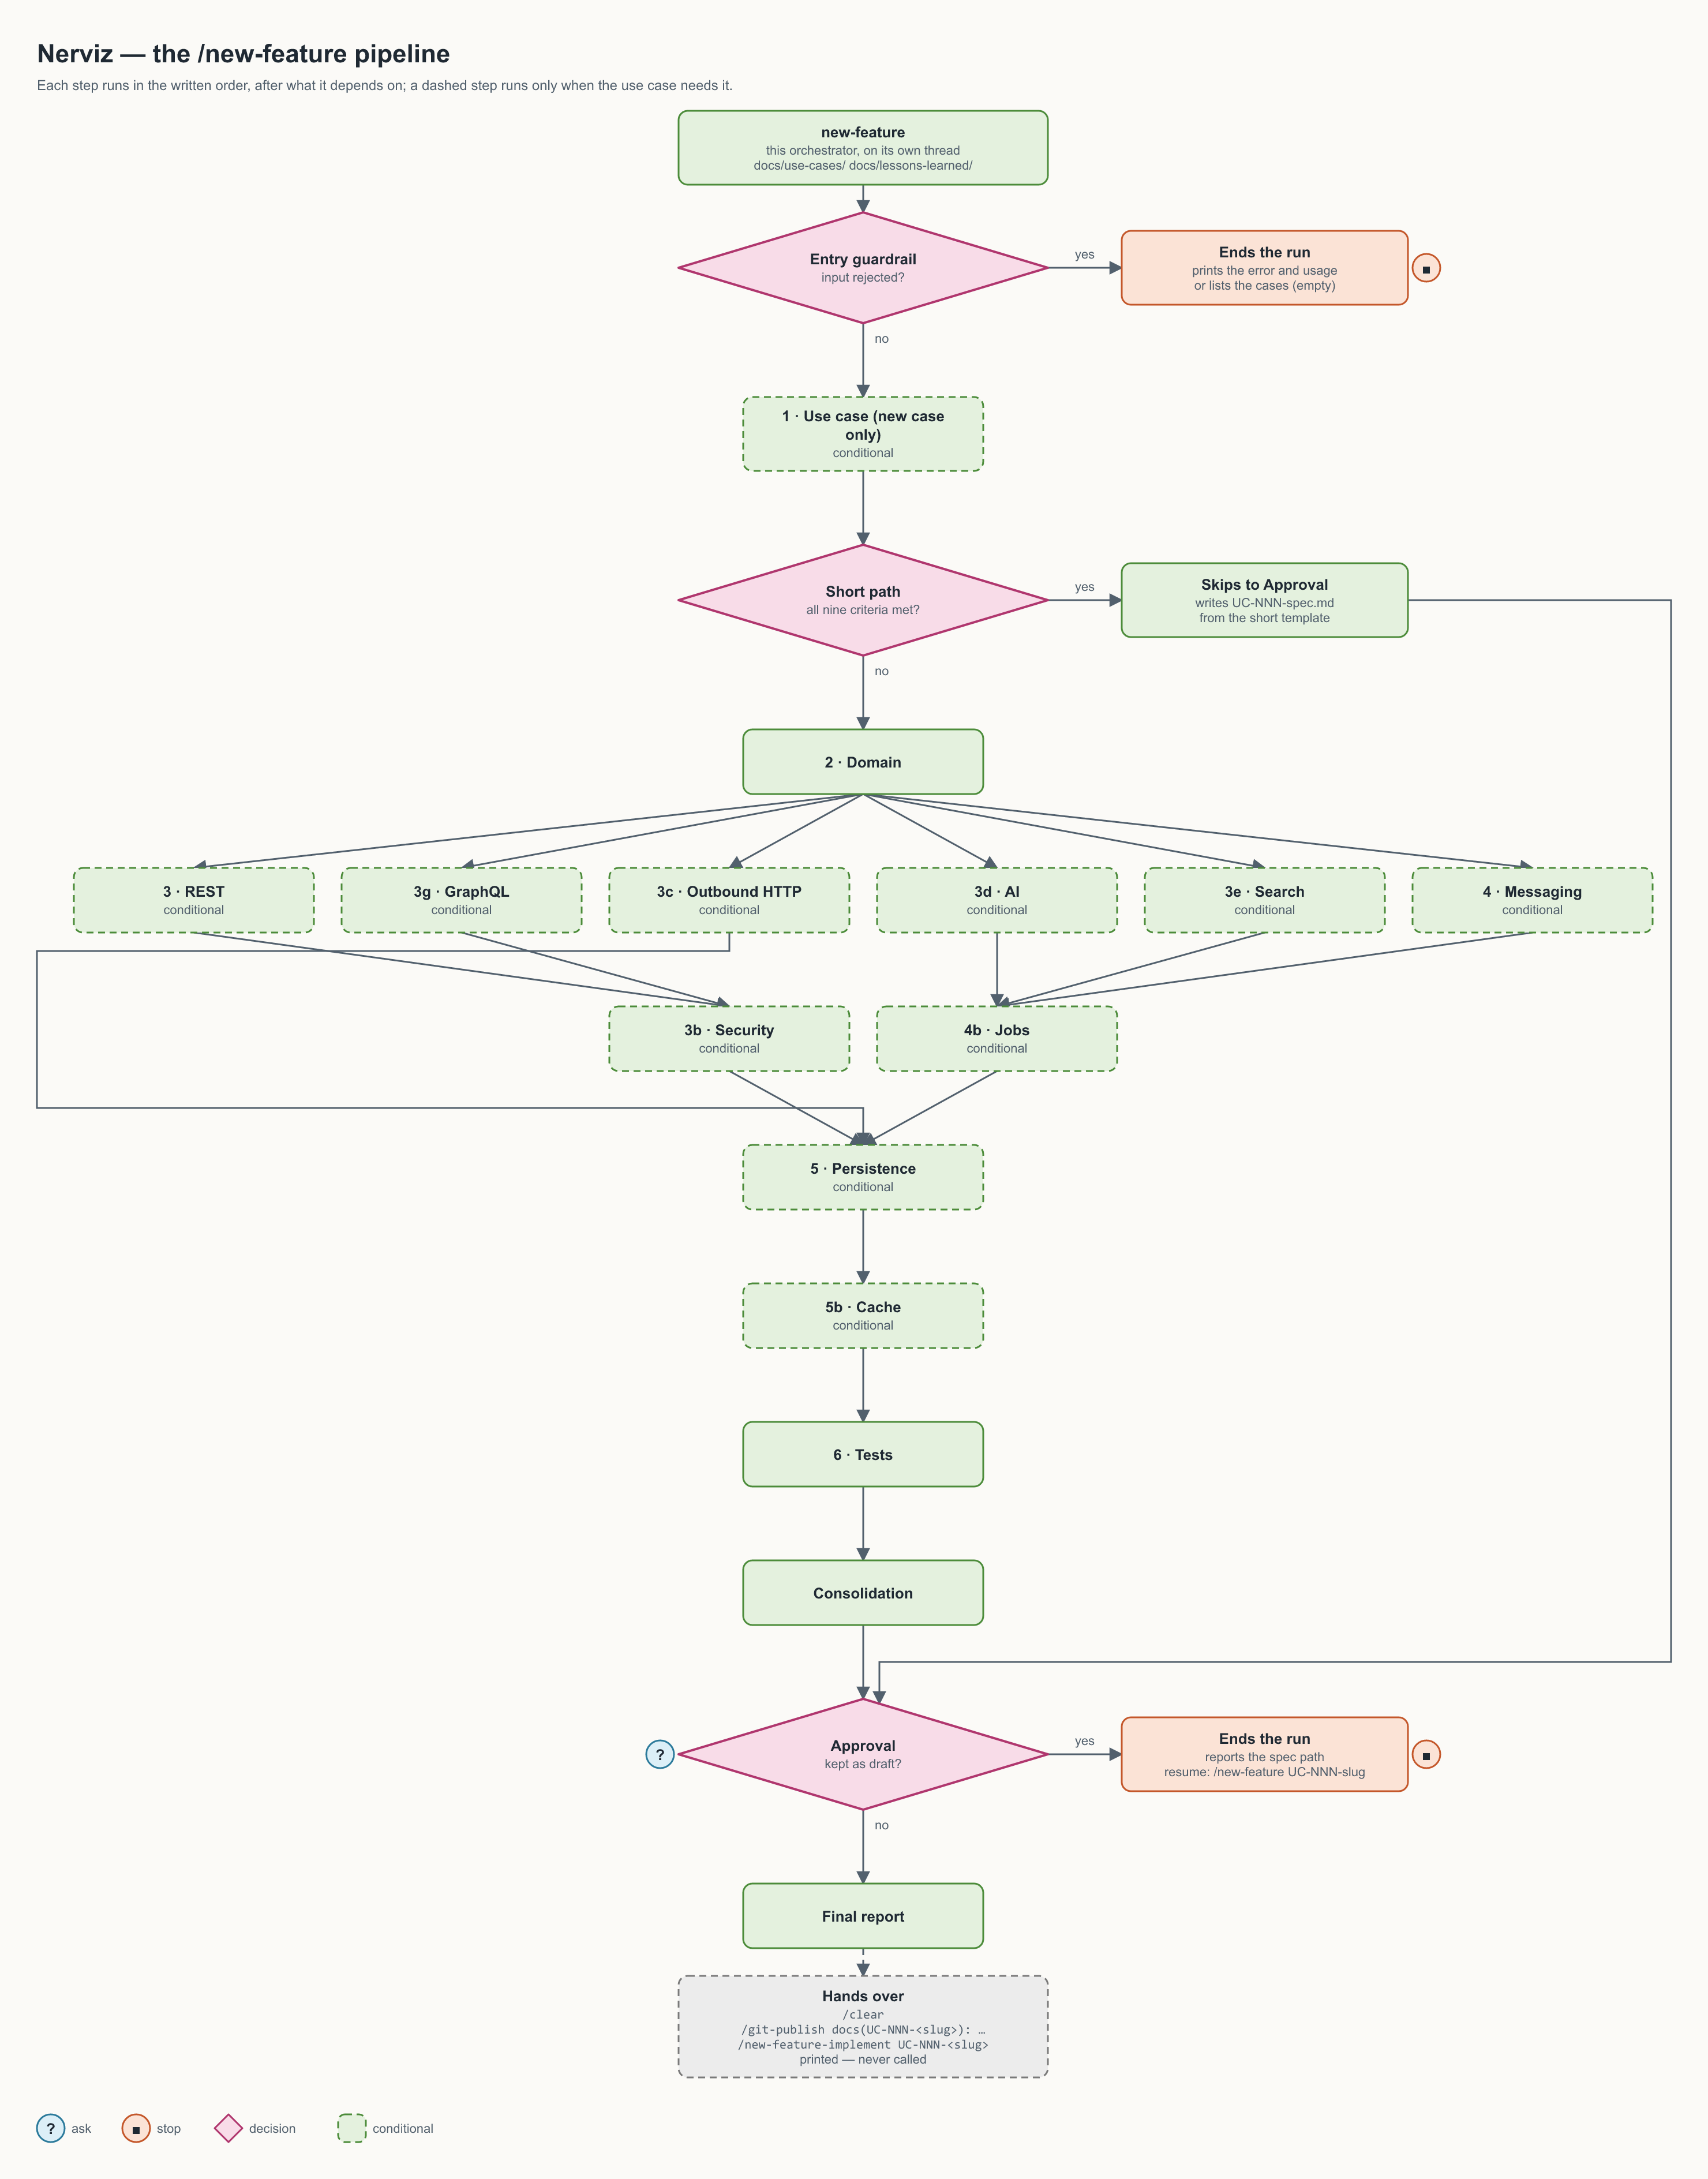 Nerviz — the /new-feature pipeline
Each step runs in the written order, after what it depends on; a dashed step runs only when the use case needs it.
new-feature
this orchestrator, on its own thread
docs/use-cases/ docs/lessons-learned/
Entry guardrail
input rejected?
yes
Ends the run
prints the error and usage
or lists the cases (empty)
no
1 · Use case (new case
only)
conditional
Short path
all nine criteria met?
yes
Skips to Approval
writes UC-NNN-spec.md
from the short template
no
2 · Domain
3 · REST
conditional
3g · GraphQL
conditional
3c · Outbound HTTP
conditional
3d · AI
conditional
3e · Search
conditional
4 · Messaging
conditional
3b · Security
conditional
4b · Jobs
conditional
5 · Persistence
conditional
5b · Cache
conditional
6 · Tests
Consolidation
?
Approval
kept as draft?
yes
Ends the run
reports the spec path
resume: /new-feature UC-NNN-slug
no
Final report
Hands over
/clear
/git-publish docs(UC-NNN-<slug>): …
/new-feature-implement UC-NNN-<slug>
printed — never called
? ask
stop
decision
conditional